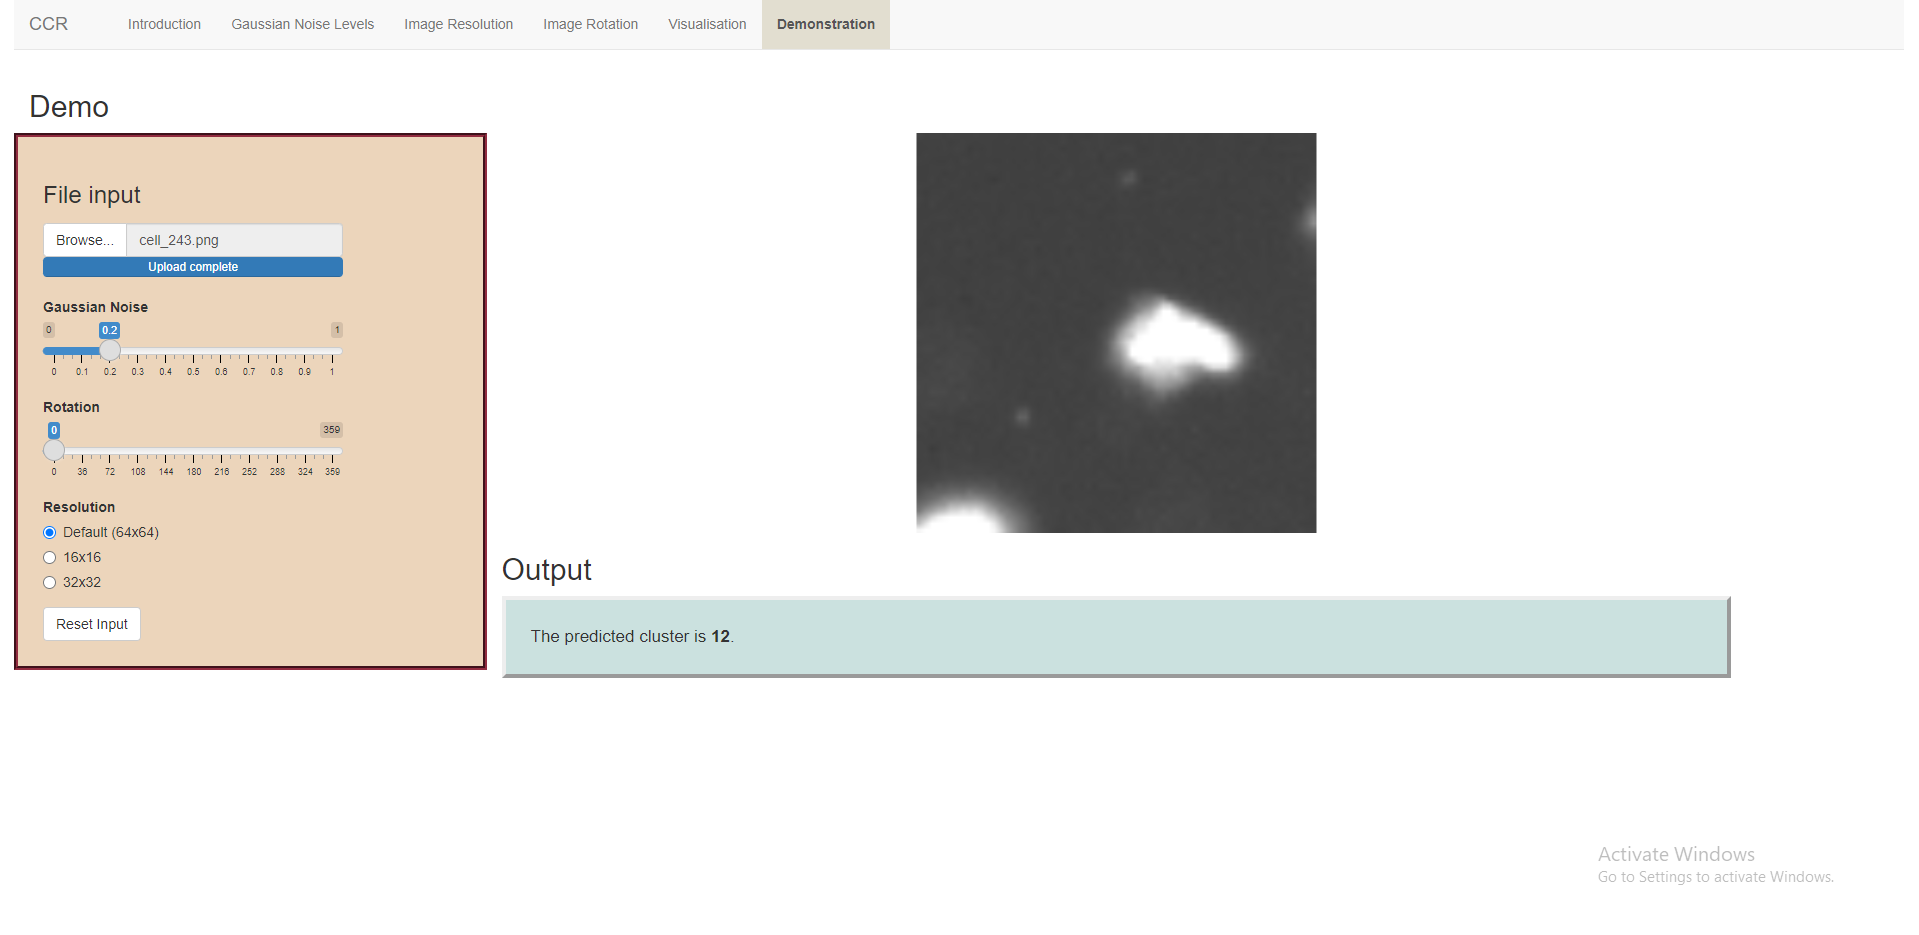 CCR Introduction Gaussian Noise Levels Image Resolution Image Rotation Visualisation Demonstration
Demo
File input
Browse... cell_243.png
Upload complete
Gaussian Noise
0 0.2 1
0 0.1 0.2 0.3 0.4 0.5 0.6 0.7 0.8 0.9 1
Rotation
0 359
0 36 72 108 144 180 216 252 288 324 359
Resolution
Default (64x64)
16x16
32x32
Reset Input
Output
The predicted cluster is 12.
Activate Windows
Go to Settings to activate Windows.